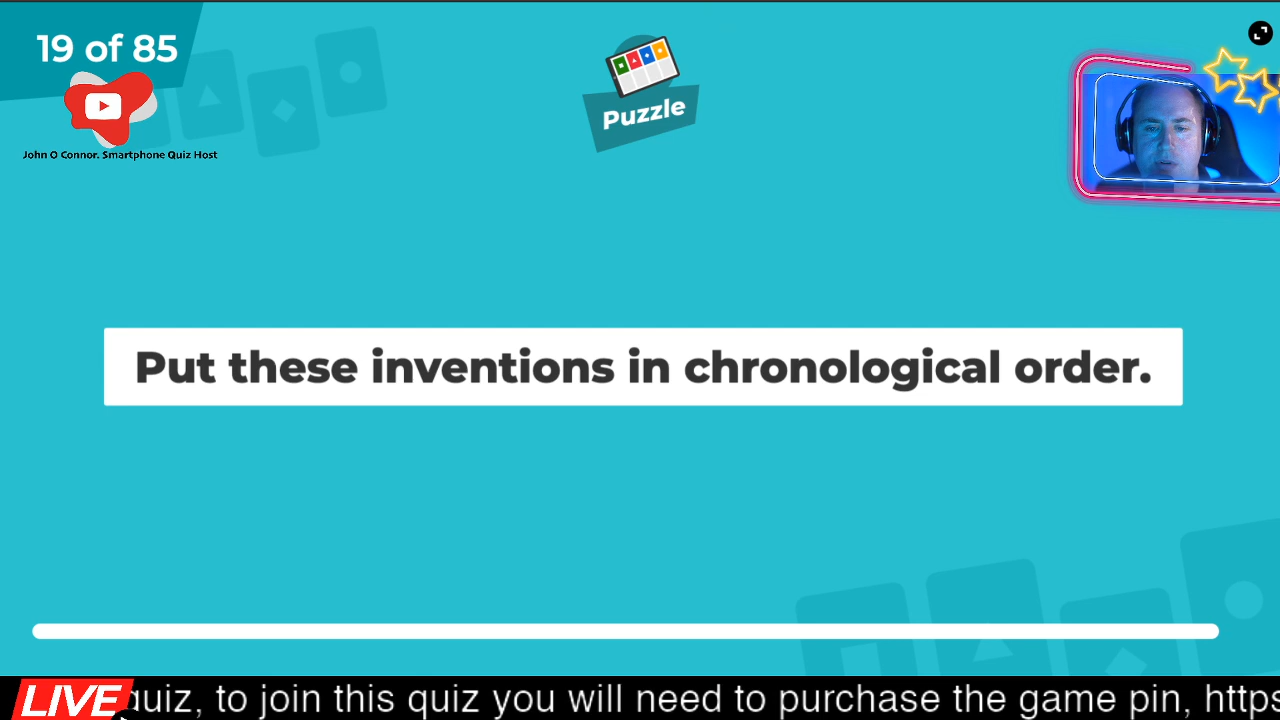 19 of 85
John O Connor. Smartphone Quiz Host
Puzzle
Put these inventions in chronological order.
LIVE
quiz, to join this quiz you will need to purchase the game pin, https